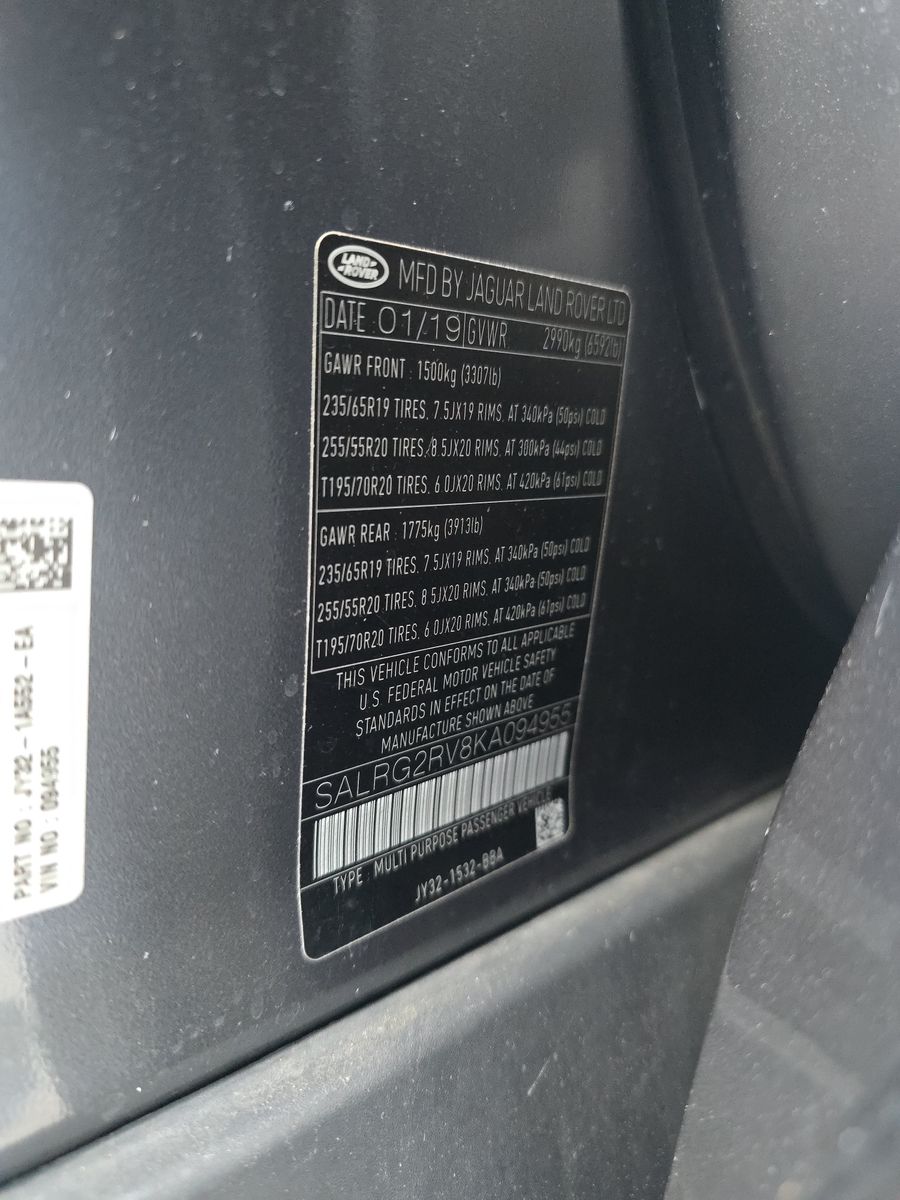 LAND ROVER
MFD BY JAGUAR LAND ROVER LTD
DATE 01/19 GVWR 2990kg (6592lb)
GAWR FRONT : 1500kg (3307lb)
235/65R19 TIRES, 7.5JX19 RIMS, AT 340kPa (50psi) COLD
255/55R20 TIRES, 8.5JX20 RIMS, AT 300kPa (44psi) COLD
T195/70R20 TIRES, 6.0JX20 RIMS, AT 420kPa (61psi) COLD
GAWR REAR : 1775kg (3913lb)
235/65R19 TIRES, 7.5JX19 RIMS, AT 340kPa (50psi) COLD
255/55R20 TIRES, 8.5JX20 RIMS, AT 340kPa (50psi) COLD
T195/70R20 TIRES, 6.0JX20 RIMS, AT 420kPa (61psi) COLD
THIS VEHICLE CONFORMS TO ALL APPLICABLE
U.S. FEDERAL MOTOR VEHICLE SAFETY
STANDARDS IN EFFECT ON THE DATE OF
MANUFACTURE SHOWN ABOVE
SALRG2RV8KA094955
TYPE : MULTI PURPOSE PASSENGER VEHICLE
JY32-1532-BBA
PART NO : JY32 - 1A552 - EA
VIN NO : 094955